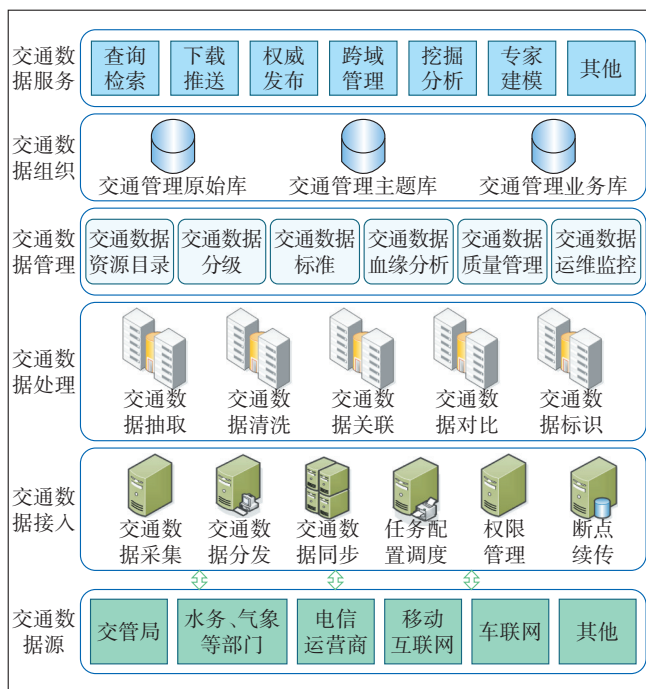 交通数
据服务
查询
检索
下载
推送
权威
发布
跨域
管理
挖掘
分析
专家
建模
其他
交通数
据组织
交通管理原始库
交通管理主题库
交通管理业务库
交通数
据管理
交通数据
资源目录
交通数据
分级
交通数据
标准
交通数据
血缘分析
交通数据
质量管理
交通数据
运维监控
交通数
据处理
交通数
据抽取
交通数
据清洗
交通数
据关联
交通数
据对比
交通数
据标识
交通数
据接入
交通数
据采集
交通数
据分发
交通数
据同步
任务配
置调度
权限
管理
断点
续传
交通数
据源
交管局
水务、气象
等部门
电信
运营商
移动
互联网
车联网
其他